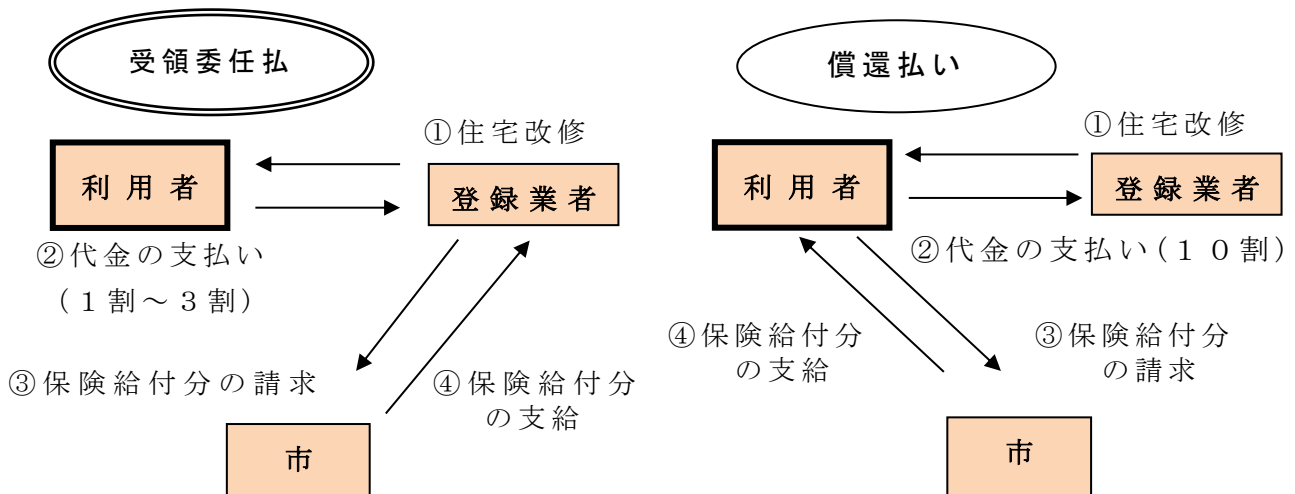 受領委任払
①住宅改修
利用者
登録業者
②代金の支払い
(1割～3割)
③保険給付分の請求
④保険給付分
の支給
市
償還払い
①住宅改修
利用者
登録業者
②代金の支払い(10割)
④保険給付分
の支給
③保険給付分
の請求
市